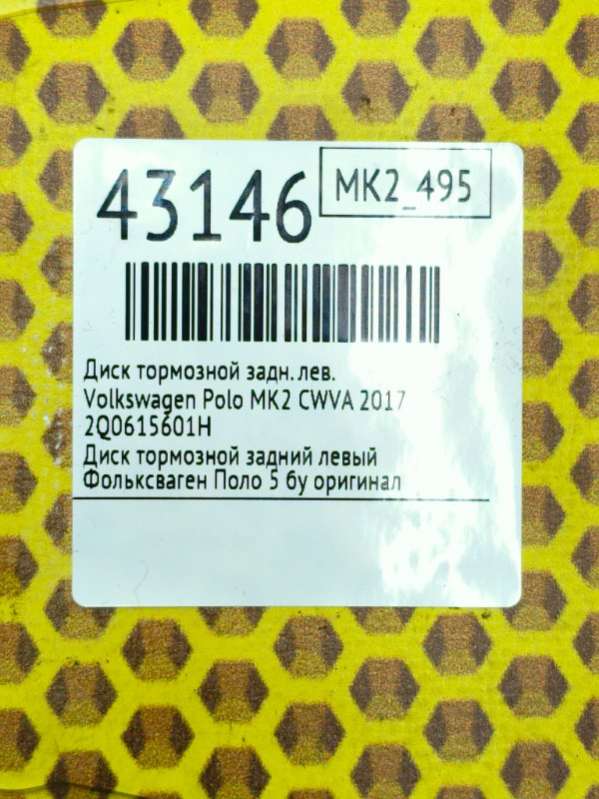 43146
MK2_495
Диск тормозной задн. лев.
Volkswagen Polo MK2 CWVA 2017
2Q0615601H
Диск тормозной задний левый
Фольксваген Поло 5 бу оригинал